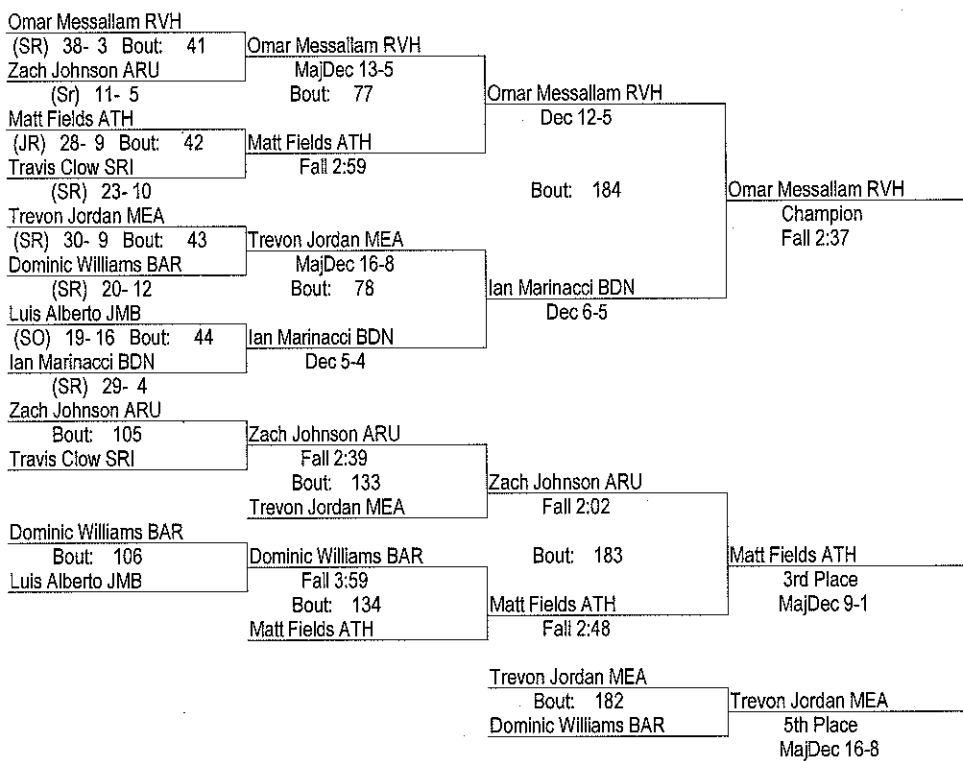 Omar Messallam RVH
(SR) 38- 3 Bout: 41
Zach Johnson ARU
(Sr) 11- 5
Matt Fields ATH
(JR) 28- 9 Bout: 42
Travis Clow SRI
(SR) 23- 10
Trevon Jordan MEA
(SR) 30- 9 Bout: 43
Dominic Williams BAR
(SR) 20- 12
Luis Alberto JMB
(SO) 19- 16 Bout: 44
Ian Marinacci BDN
(SR) 29- 4
Omar Messallam RVH
MajDec 13-5
Bout: 77
Matt Fields ATH
Fall 2:59
Trevon Jordan MEA
MajDec 16-8
Bout: 78
Ian Marinacci BDN
Dec 5-4
Omar Messallam RVH
Dec 12-5
Bout: 184
Ian Marinacci BDN
Dec 6-5
Omar Messallam RVH
Champion
Fall 2:37
Zach Johnson ARU
Bout: 105
Travis Clow SRI
Dominic Williams BAR
Bout: 106
Luis Alberto JMB
Zach Johnson ARU
Fall 2:39
Bout: 133
Trevon Jordan MEA
Dominic Williams BAR
Fall 3:59
Bout: 134
Matt Fields ATH
Zach Johnson ARU
Fall 2:02
Bout: 183
Matt Fields ATH
Fall 2:48
Matt Fields ATH
3rd Place
MajDec 9-1
Trevon Jordan MEA
Bout: 182
Dominic Williams BAR
Trevon Jordan MEA
5th Place
MajDec 16-8